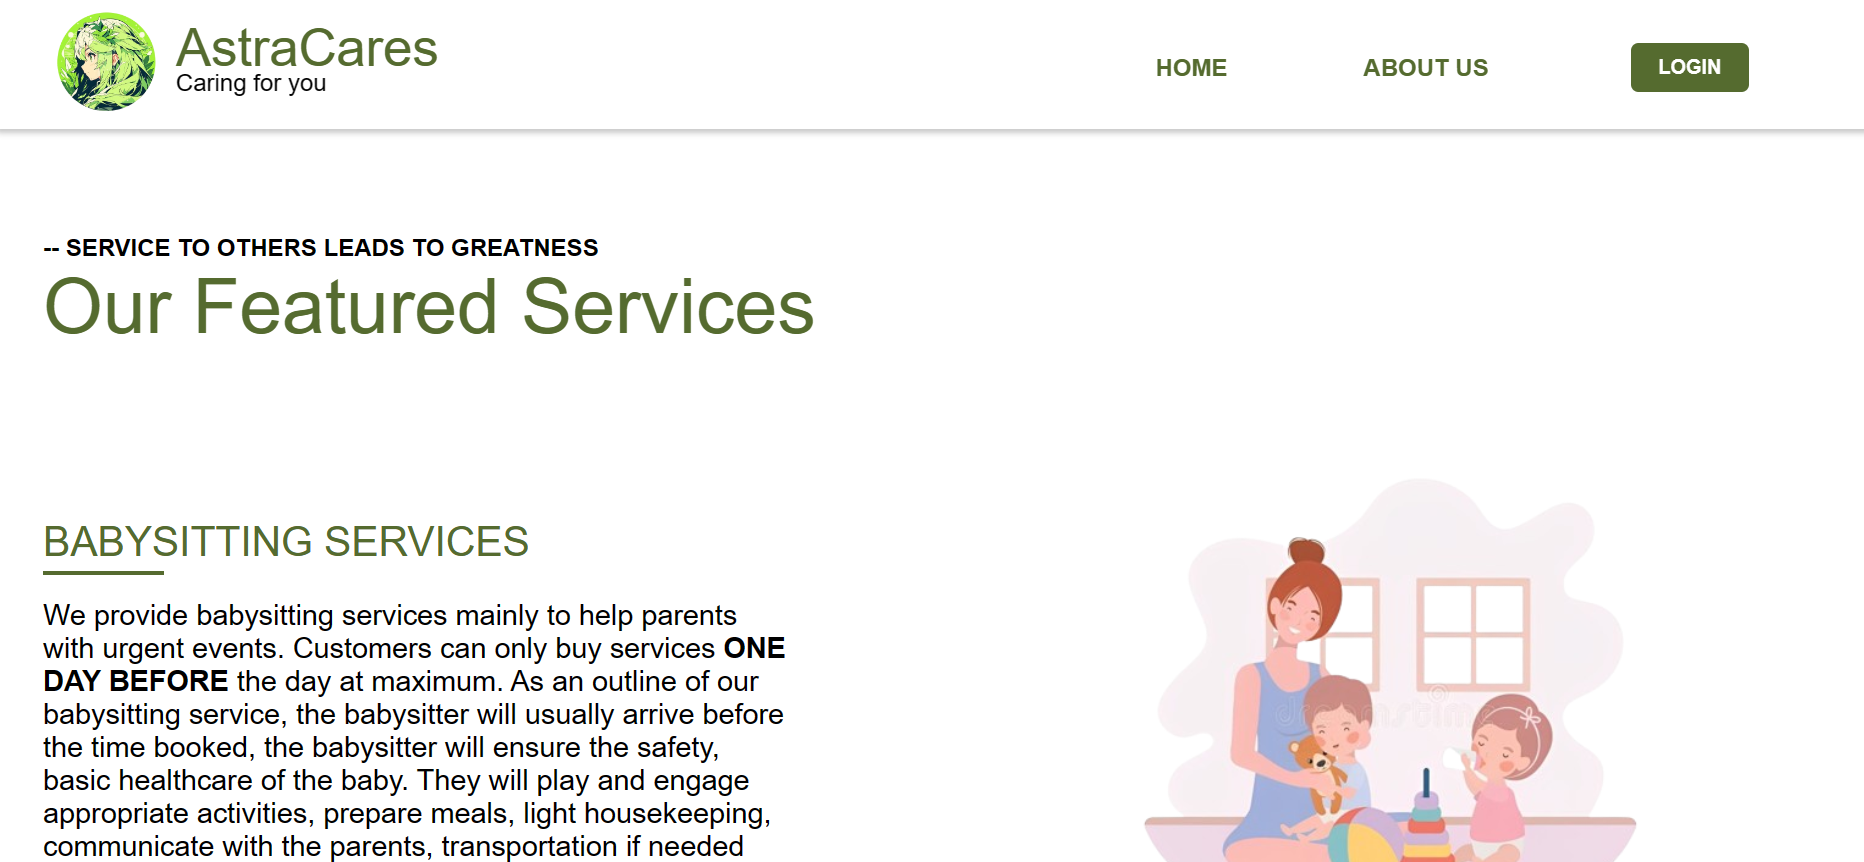 AstraCares
Caring for you
HOME
ABOUT US
LOGIN
-- SERVICE TO OTHERS LEADS TO GREATNESS
Our Featured Services
BABYSITTING SERVICES
We provide babysitting services mainly to help parents
with urgent events. Customers can only buy services ONE
DAY BEFORE the day at maximum. As an outline of our
babysitting service, the babysitter will usually arrive before
the time booked, the babysitter will ensure the safety,
basic healthcare of the baby. They will play and engage
appropriate activities, prepare meals, light housekeeping,
communicate with the parents, transportation if needed
dreamstime